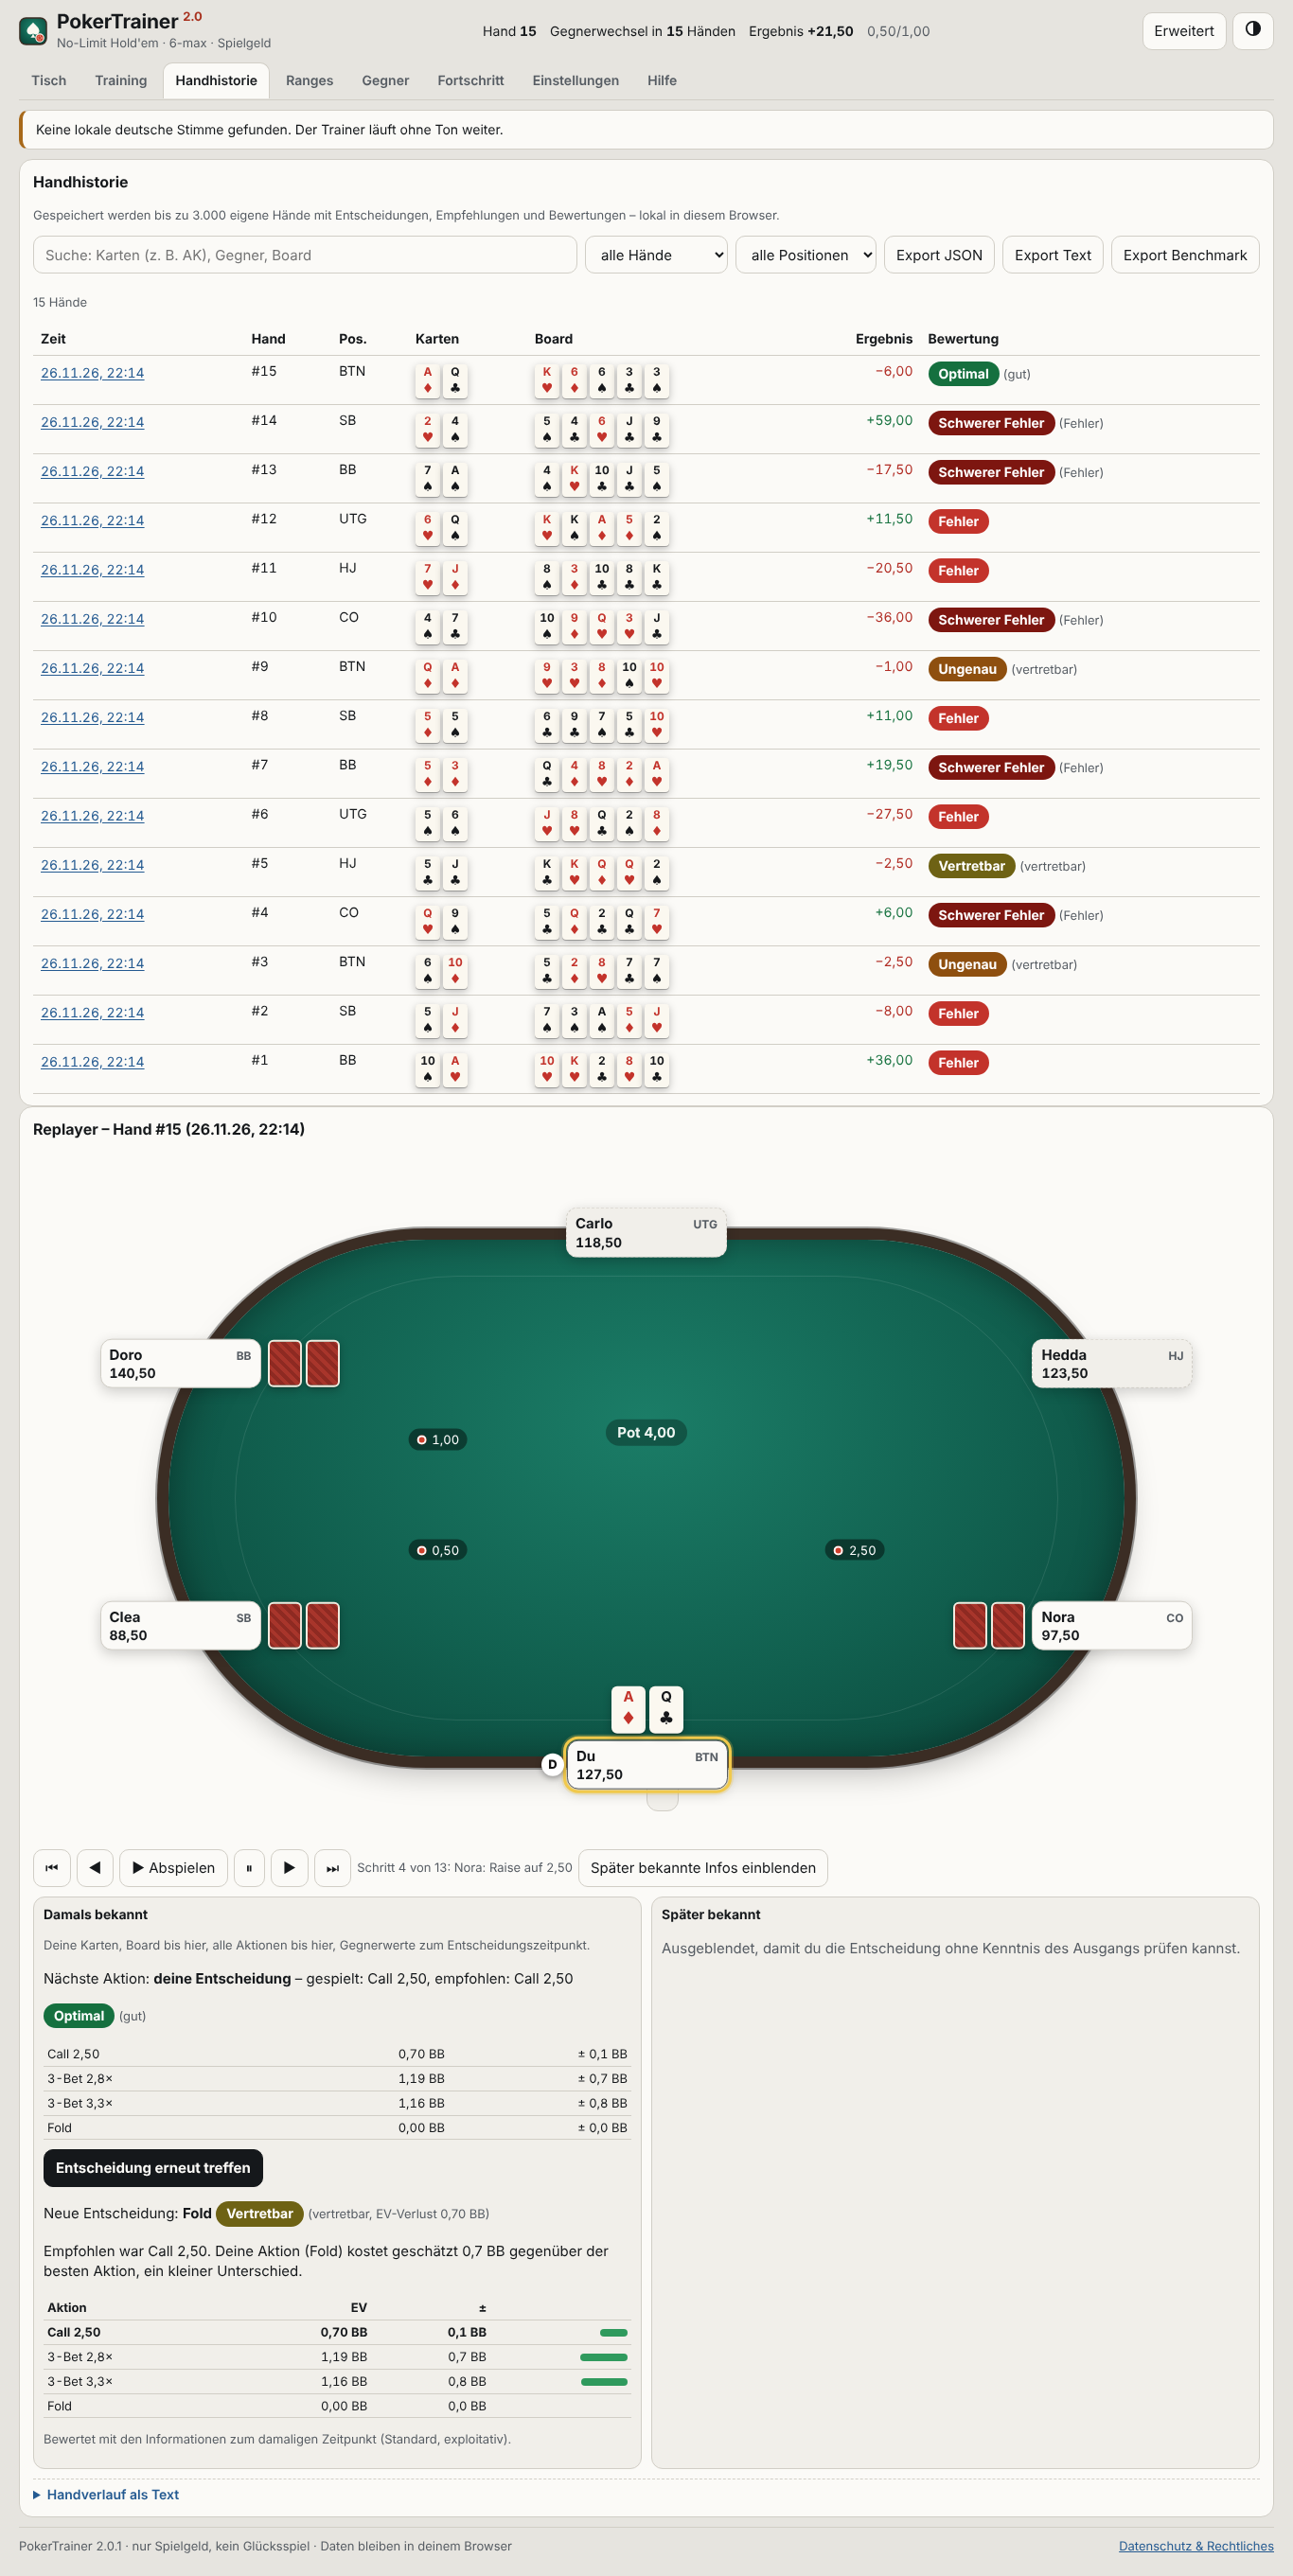 PokerTrainer 2.0
No-Limit Hold'em · 6-max · Spielgeld
Hand 15 Gegnerwechsel in 15 Händen Ergebnis +21,50 0,50/1,00
Erweitert
Tisch Training Handhistorie Ranges Gegner Fortschritt Einstellungen Hilfe
Keine lokale deutsche Stimme gefunden. Der Trainer läuft ohne Ton weiter.
Handhistorie
Gespeichert werden bis zu 3.000 eigene Hände mit Entscheidungen, Empfehlungen und Bewertungen – lokal in diesem Browser.
Suche: Karten (z. B. AK), Gegner, Board alle Hände alle Positionen Export JSON Export Text Export Benchmark
15 Hände
Zeit Hand Pos. Karten Board Ergebnis Bewertung
26.11.26, 22:14 #15 BTN A♦ Q♣ K♥ 6♦ 6♠ 3♣ 3♠ −6,00 Optimal (gut)
26.11.26, 22:14 #14 SB 2♥ 4♠ 5♠ 4♣ 6♥ J♣ 9♣ +59,00 Schwerer Fehler (Fehler)
26.11.26, 22:14 #13 BB 7♠ A♠ 4♠ K♥ 10♣ J♣ 5♠ −17,50 Schwerer Fehler (Fehler)
26.11.26, 22:14 #12 UTG 6♥ Q♠ K♥ K♠ A♦ 5♦ 2♠ +11,50 Fehler
26.11.26, 22:14 #11 HJ 7♥ J♦ 8♠ 3♦ 10♣ 8♣ K♣ −20,50 Fehler
26.11.26, 22:14 #10 CO 4♠ 7♣ 10♠ 9♦ Q♥ 3♥ J♣ −36,00 Schwerer Fehler (Fehler)
26.11.26, 22:14 #9 BTN Q♦ A♦ 9♥ 3♥ 8♦ 10♠ 10♥ −1,00 Ungenau (vertretbar)
26.11.26, 22:14 #8 SB 5♦ 5♠ 6♣ 9♣ 7♠ 5♣ 10♥ +11,00 Fehler
26.11.26, 22:14 #7 BB 5♦ 3♦ Q♣ 4♦ 8♥ 2♦ A♥ +19,50 Schwerer Fehler (Fehler)
26.11.26, 22:14 #6 UTG 5♠ 6♠ J♥ 8♥ Q♣ 2♠ 8♦ −27,50 Fehler
26.11.26, 22:14 #5 HJ 5♣ J♣ K♣ K♥ Q♦ Q♥ 2♠ −2,50 Vertretbar (vertretbar)
26.11.26, 22:14 #4 CO Q♥ 9♠ 5♣ Q♦ 2♣ Q♣ 7♥ +6,00 Schwerer Fehler (Fehler)
26.11.26, 22:14 #3 BTN 6♠ 10♦ 5♣ 2♦ 8♥ 7♣ 7♠ −2,50 Ungenau (vertretbar)
26.11.26, 22:14 #2 SB 5♠ J♦ 7♠ 3♠ A♠ 5♦ J♥ −8,00 Fehler
26.11.26, 22:14 #1 BB 10♠ A♥ 10♥ K♥ 2♣ 8♥ 10♣ +36,00 Fehler
Replayer – Hand #15 (26.11.26, 22:14)
Carlo UTG
118,50
Doro BB
140,50
Hedda HJ
123,50
Pot 4,00
1,00
0,50
2,50
Clea SB
88,50
Nora CO
97,50
A♦ Q♣
D
Du BTN
127,50
⏮ ◀ ▶ Abspielen ⏸ ▶ ⏭ Schritt 4 von 13: Nora: Raise auf 2,50 Später bekannte Infos einblenden
Damals bekannt
Deine Karten, Board bis hier, alle Aktionen bis hier, Gegnerwerte zum Entscheidungszeitpunkt.
Nächste Aktion: deine Entscheidung – gespielt: Call 2,50, empfohlen: Call 2,50
Optimal (gut)
Call 2,50 0,70 BB ± 0,1 BB
3-Bet 2,8× 1,19 BB ± 0,7 BB
3-Bet 3,3× 1,16 BB ± 0,8 BB
Fold 0,00 BB ± 0,0 BB
Entscheidung erneut treffen
Neue Entscheidung: Fold Vertretbar (vertretbar, EV-Verlust 0,70 BB)
Empfohlen war Call 2,50. Deine Aktion (Fold) kostet geschätzt 0,7 BB gegenüber der
besten Aktion, ein kleiner Unterschied.
Aktion EV ±
Call 2,50 0,70 BB 0,1 BB
3-Bet 2,8× 1,19 BB 0,7 BB
3-Bet 3,3× 1,16 BB 0,8 BB
Fold 0,00 BB 0,0 BB
Bewertet mit den Informationen zum damaligen Zeitpunkt (Standard, exploitativ).
Später bekannt
Ausgeblendet, damit du die Entscheidung ohne Kenntnis des Ausgangs prüfen kannst.
▶ Handverlauf als Text
PokerTrainer 2.0.1 · nur Spielgeld, kein Glücksspiel · Daten bleiben in deinem Browser
Datenschutz & Rechtliches